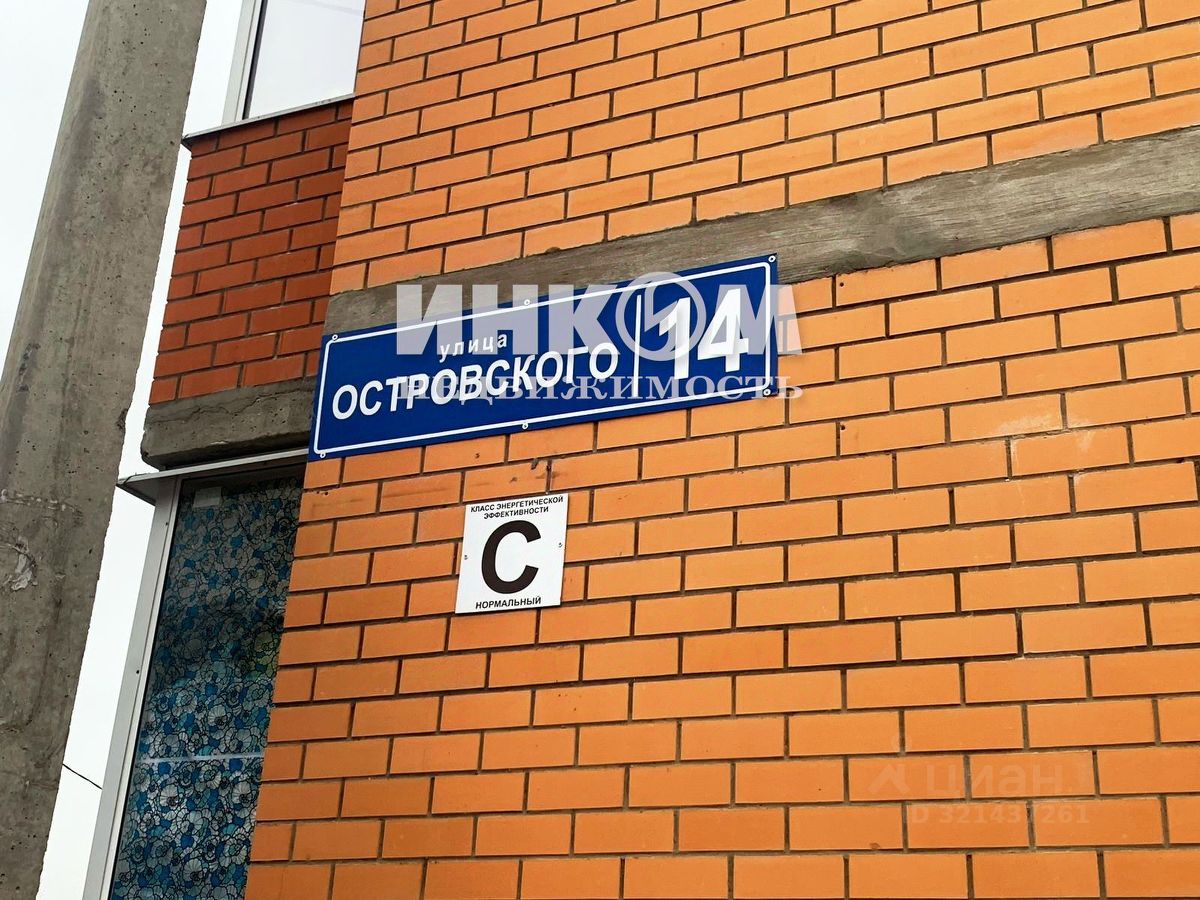 ИНКОМ
НЕДВИЖИМОСТЬ
улица
ОСТРОВСКОГО 14
КЛАСС ЭНЕРГЕТИЧЕСКОЙ
ЭФФЕКТИВНОСТИ
С
НОРМАЛЬНЫЙ
циан